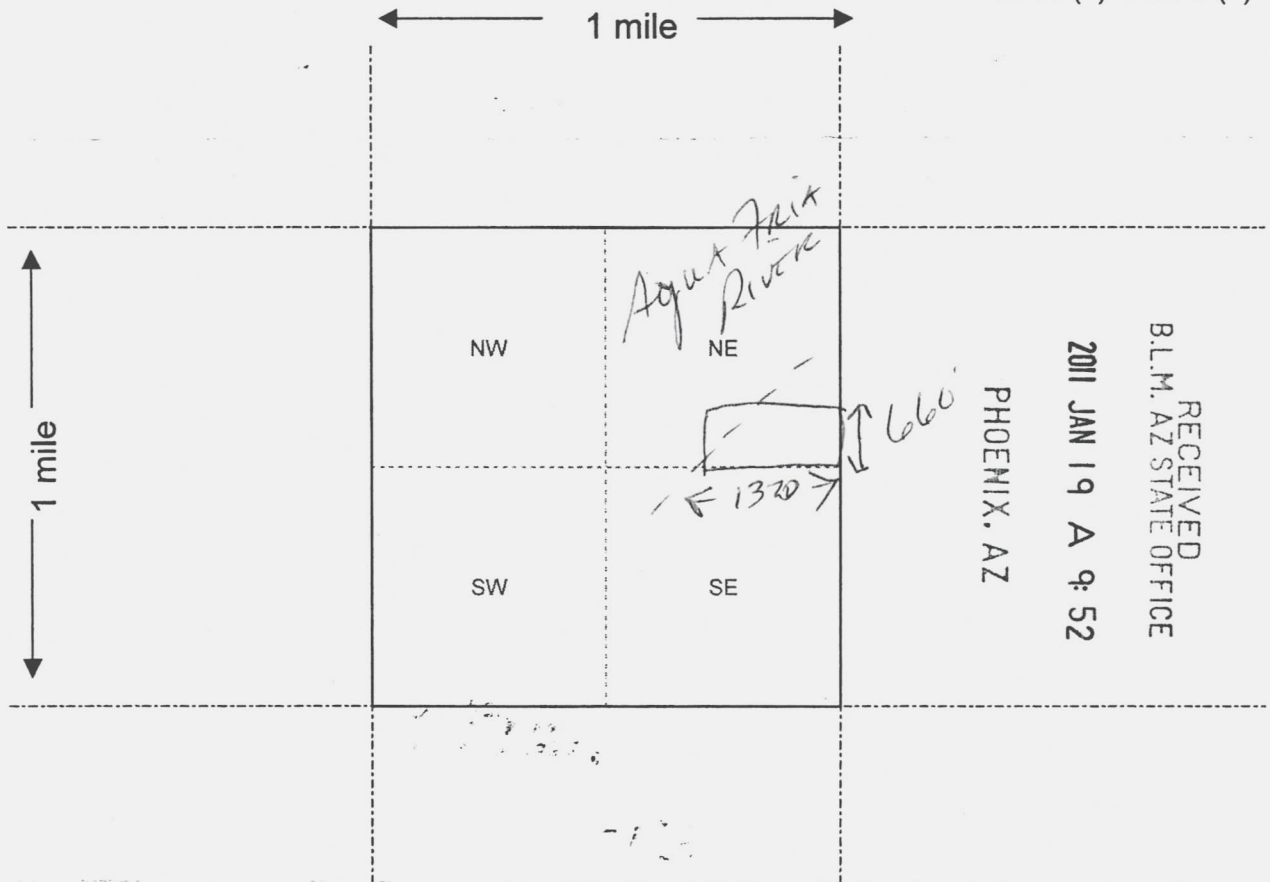 1 mile
Aqua Fria
River
NW
NE
1 mile
660'
1320
SW
SE
RECEIVED
B.L.M. AZ STATE OFFICE
2011 JAN 19 A 9:52
PHOENIX, AZ